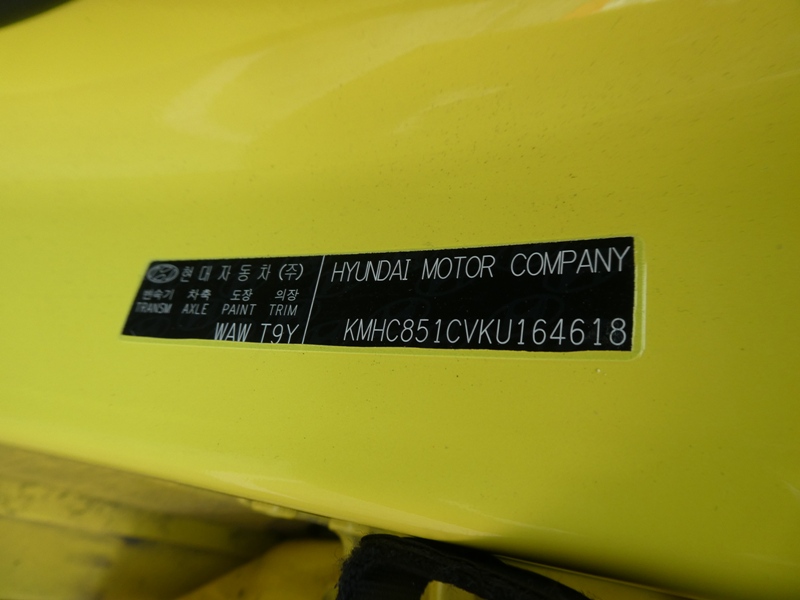 현대자동차(주)
변속기 차축 도장 의장
TRANSM AXLE PAINT TRIM
WAW T9Y
HYUNDAI MOTOR COMPANY
KMHC851CVKU164618